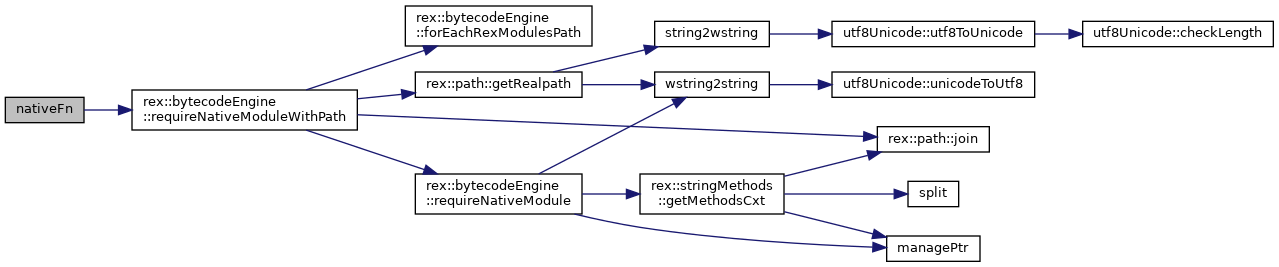 nativeFn
rex::bytecodeEngine
::requireNativeModuleWithPath
rex::bytecodeEngine
::forEachRexModulesPath
rex::path::getRealpath
rex::bytecodeEngine
::requireNativeModule
string2wstring
wstring2string
rex::stringMethods
::getMethodsCxt
utf8Unicode::utf8ToUnicode
utf8Unicode::unicodeToUtf8
rex::path::join
split
managePtr
utf8Unicode::checkLength